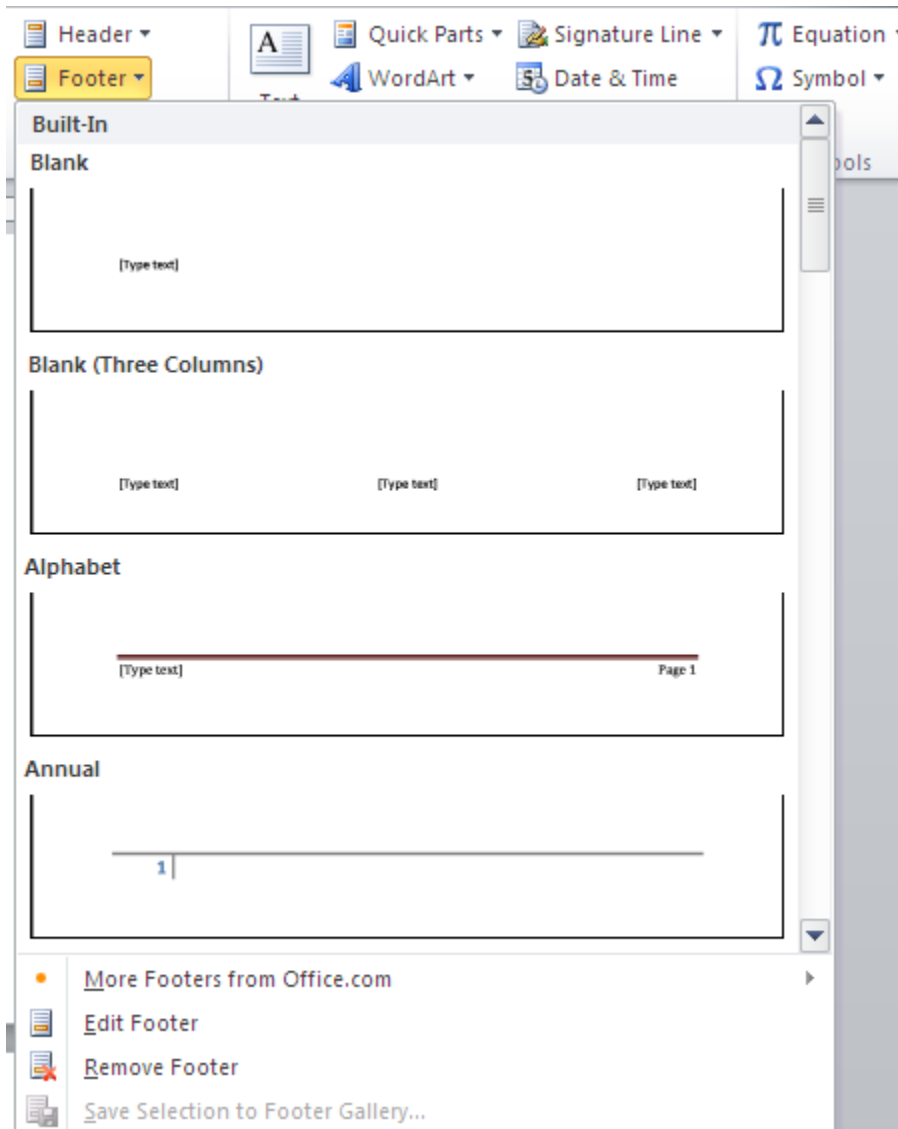 Header Quick Parts Signature Line Equation
Footer WordArt Date & Time Symbol
Built-In
Blank
[Type text]
Blank (Three Columns)
[Type text] [Type text] [Type text]
Alphabet
[Type text] Page 1
Annual
1
More Footers from Office.com
Edit Footer
Remove Footer
Save Selection to Footer Gallery...